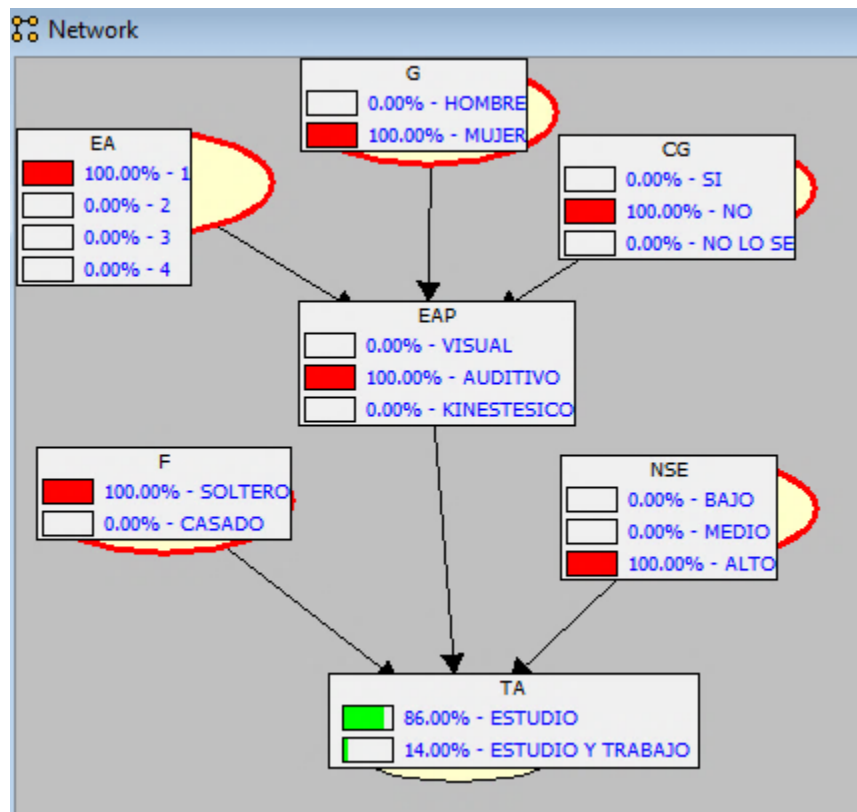 Network
G
0.00% - HOMBRE
100.00% - MUJER
EA
100.00% - 1
0.00% - 2
0.00% - 3
0.00% - 4
CG
0.00% - SI
100.00% - NO
0.00% - NO LO SE
EAP
0.00% - VISUAL
100.00% - AUDITIVO
0.00% - KINESTESICO
F
100.00% - SOLTERO
0.00% - CASADO
NSE
0.00% - BAJO
0.00% - MEDIO
100.00% - ALTO
TA
86.00% - ESTUDIO
14.00% - ESTUDIO Y TRABAJO